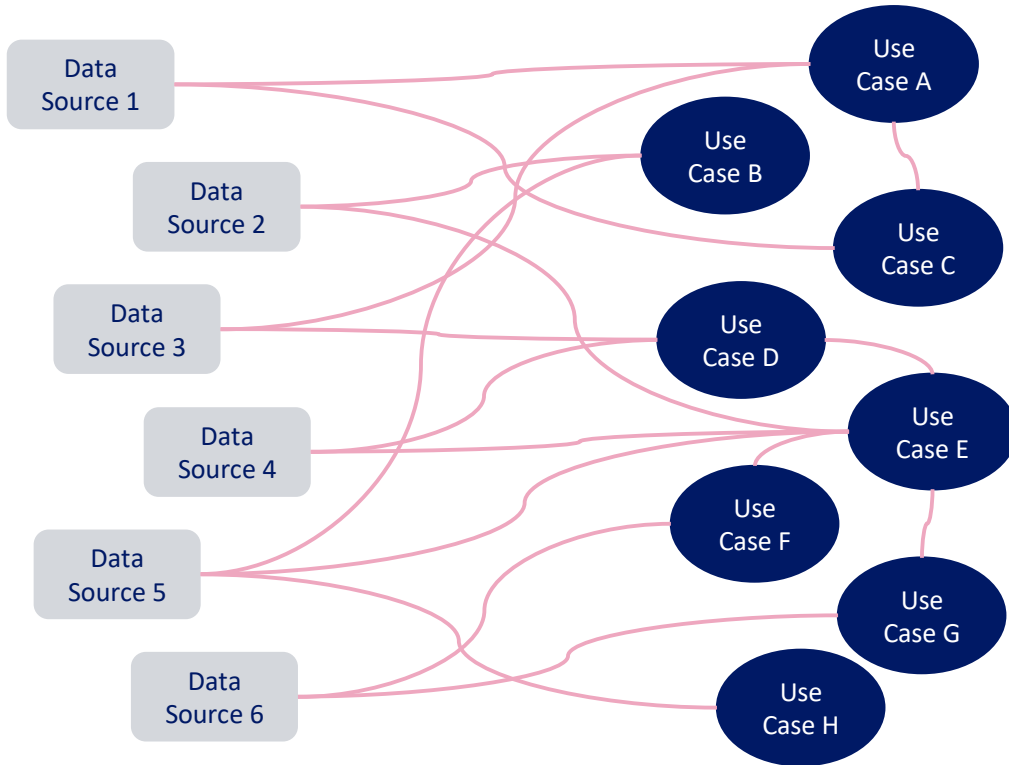 Data
Source 1
Data
Source 2
Data
Source 3
Data
Source 4
Data
Source 5
Data
Source 6
Use
Case A
Use
Case B
Use
Case C
Use
Case D
Use
Case E
Use
Case F
Use
Case G
Use
Case H